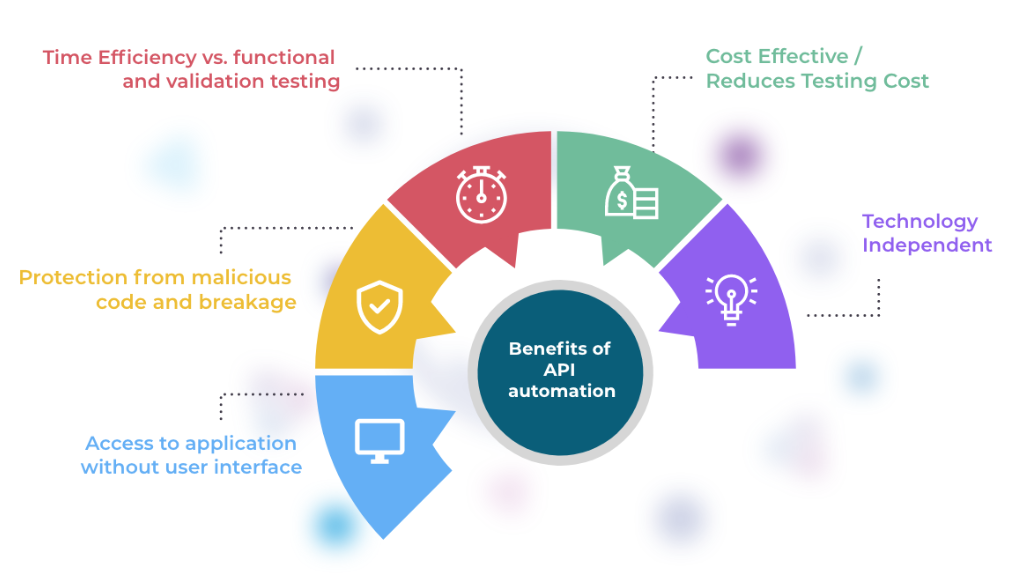 Time Efficiency vs. functional
and validation testing
Cost Effective /
Reduces Testing Cost
Technology
Independent
Protection from malicious
code and breakage
$
Benefits of
API
automation
Access to application
without user interface